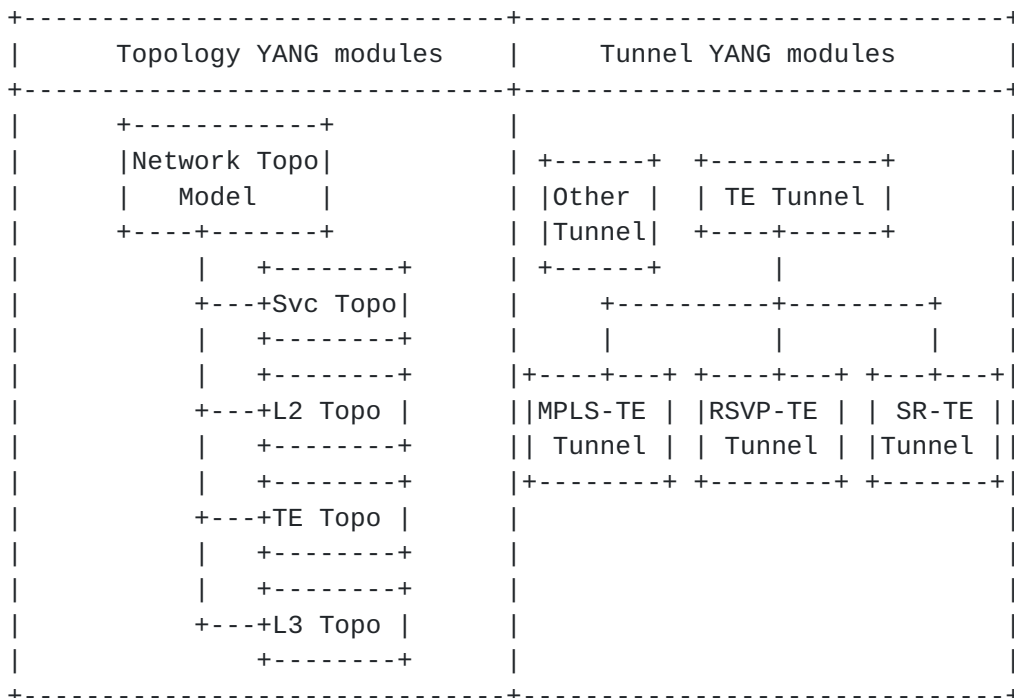 Topology YANG modules Tunnel YANG modules
Network Topo
Model
Other TE Tunnel
Tunnel
Svc Topo
L2 Topo MPLS-TE RSVP-TE SR-TE
Tunnel Tunnel Tunnel
TE Topo
L3 Topo